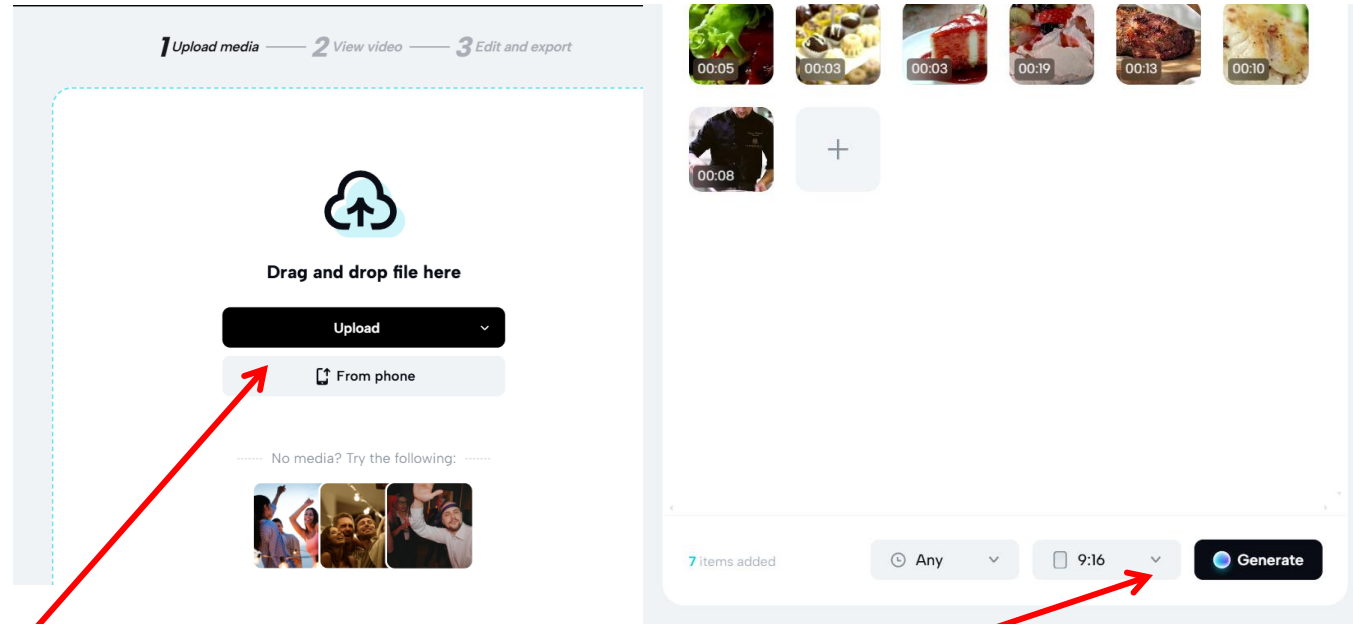 1 Upload media 2 View video 3 Edit and export
Drag and drop file here
Upload
From phone
No media? Try the following:
00:05 00:03 00:03 00:19 00:13 00:10
00:08
7 items added Any 9:16 Generate